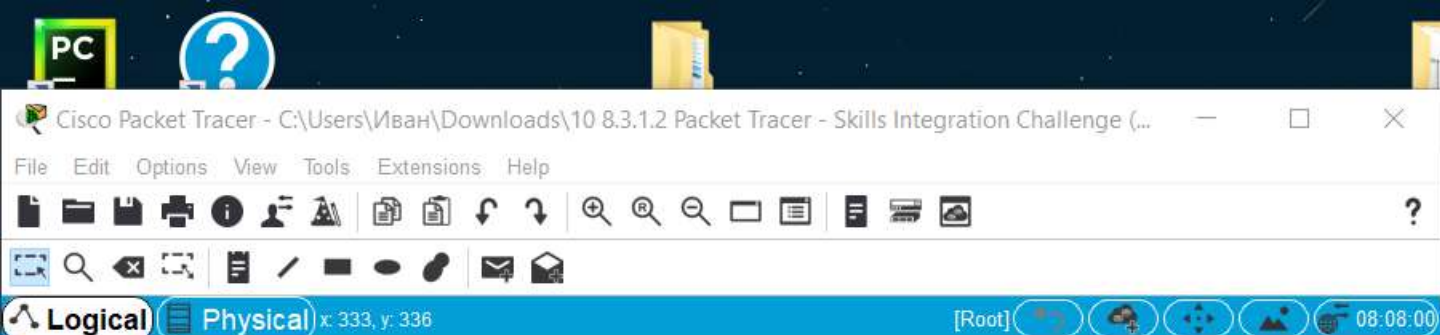 PC
?
Cisco Packet Tracer - C:\Users\Иван\Downloads\10 8.3.1.2 Packet Tracer - Skills Integration Challenge (...
File Edit Options View Tools Extensions Help
?
Logical Physical x: 333, y: 336 [Root] 08:08:00